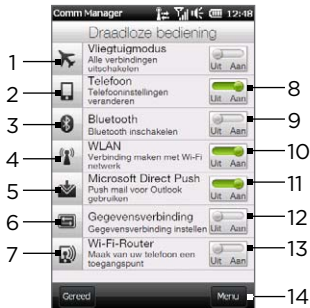 Comm Manager 12:48
Draadloze bediening
1 Vliegtuigmodus
Alle verbindingen
uitschakelen
Uit Aan
2 Telefoon 8
Telefooninstellingen
veranderen
Uit Aan
3 Bluetooth 9
Bluetooth inschakelen
Uit Aan
4 WLAN 10
Verbinding maken met Wi-Fi
netwerk
Uit Aan
5 Microsoft Direct Push 11
Push mail voor Outlook
gebruiken
Uit Aan
6 Gegevensverbinding 12
Gegevensverbinding instellen
Uit Aan
7 Wi-Fi-Router 13
Maak van uw telefoon een
toegangspunt
Uit Aan
Gereed Menu 14